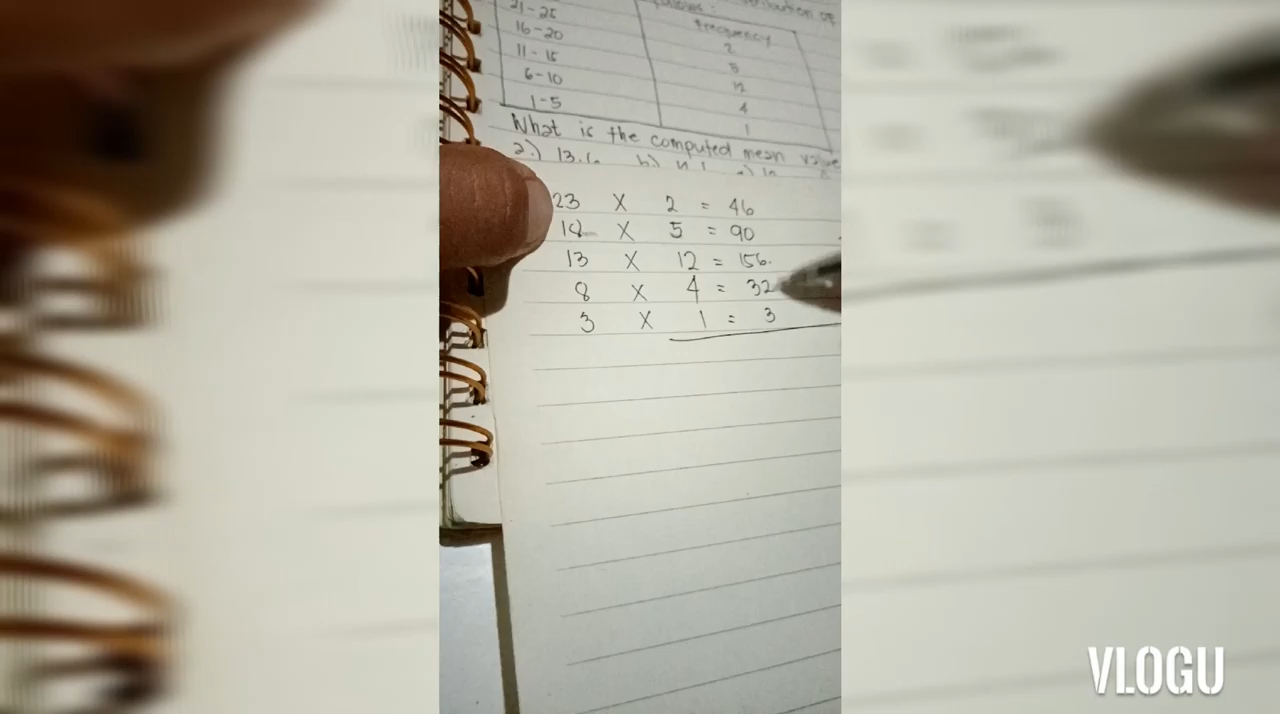 21-25
follows:
Frequency
16-20 2
11-15 5
6-10 12
1-5 4
1
What is the computed mean value
23 X 2 = 46
18 X 5 = 90
13 X 12 = 156.
8 X 4 = 32
3 X 1 = 3
VLOGU